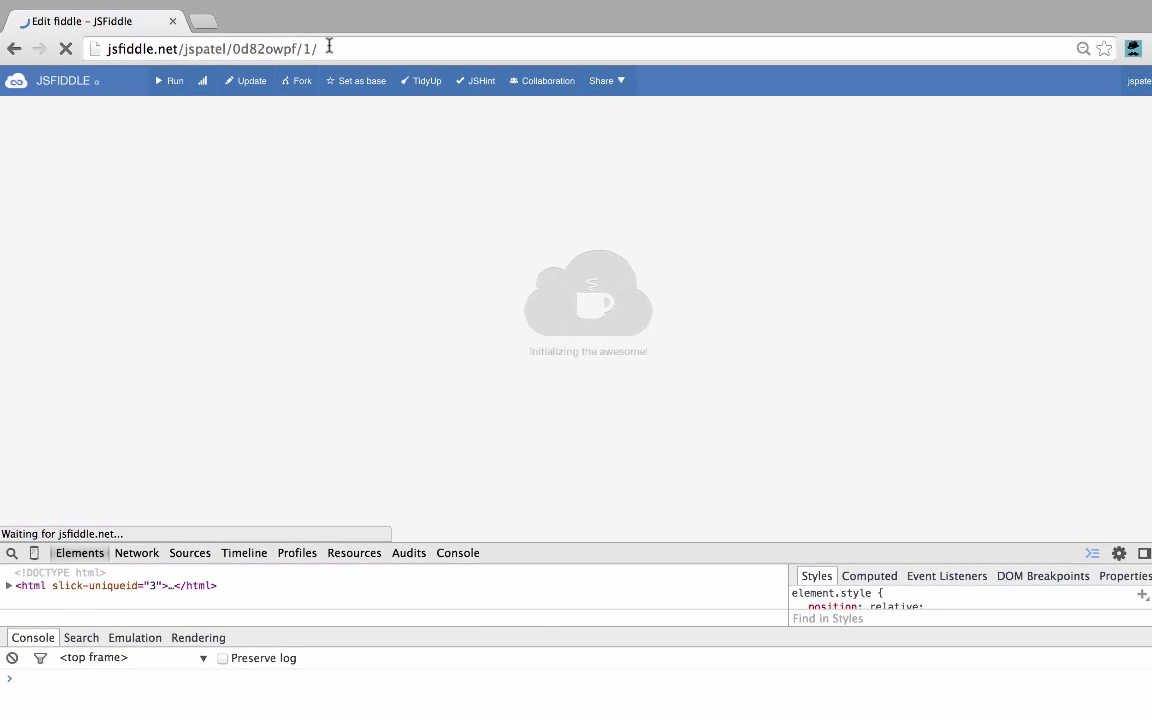 Edit fiddle – JSFiddle
jsfiddle.net/jspatel/0d82owpf/1/
JSFIDDLE Run Update Fork Set as base TidyUp JSHint Collaboration Share jspate
Initializing the awesome!
Waiting for jsfiddle.net...
Elements Network Sources Timeline Profiles Resources Audits Console
<!DOCTYPE html>
<html slick-uniqueid="3">…</html>
Styles Computed Event Listeners DOM Breakpoints Properties
element.style {
position: relative;
Find in Styles
Console Search Emulation Rendering
<top frame> Preserve log
>